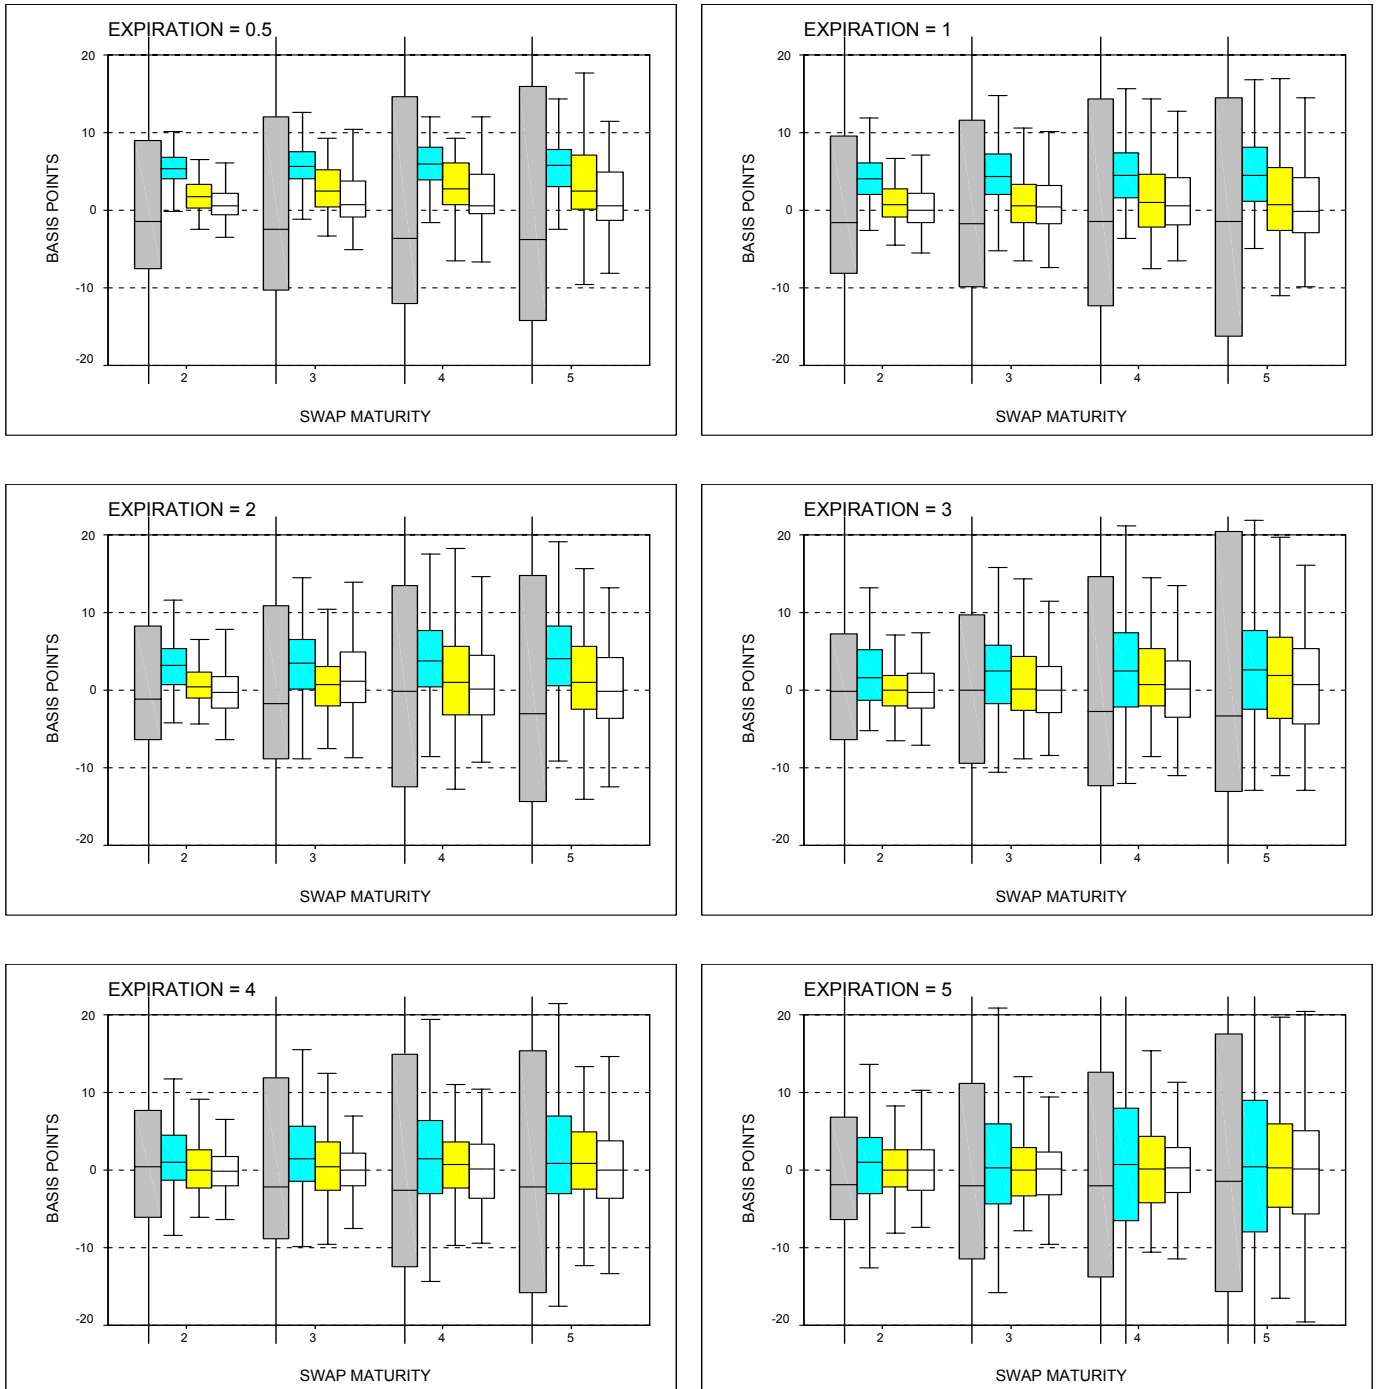 EXPIRATION = 0.5
20
10
0
-10
-20
BASIS POINTS
2 3 4 5
SWAP MATURITY
EXPIRATION = 1
20
10
0
-10
-20
BASIS POINTS
2 3 4 5
SWAP MATURITY
EXPIRATION = 2
20
10
0
-10
-20
BASIS POINTS
2 3 4 5
SWAP MATURITY
EXPIRATION = 3
20
10
0
-10
-20
BASIS POINTS
2 3 4 5
SWAP MATURITY
EXPIRATION = 4
20
10
0
-10
-20
BASIS POINTS
2 3 4 5
SWAP MATURITY
EXPIRATION = 5
20
10
0
-10
-20
BASIS POINTS
2 3 4 5
SWAP MATURITY